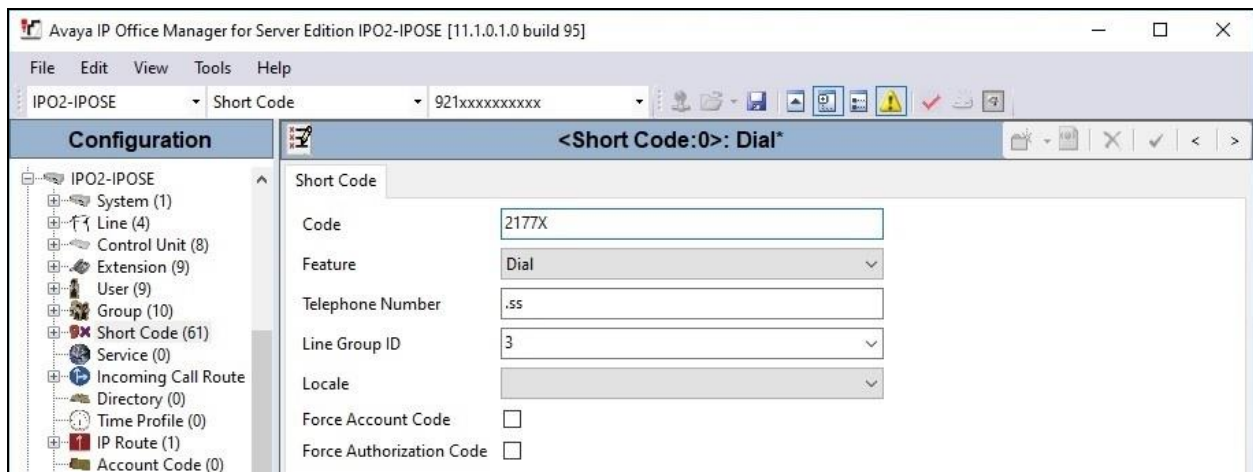 Avaya IP Office Manager for Server Edition IPO2-IPOSE [11.1.0.1.0 build 95]
File Edit View Tools Help
IPO2-IPOSE Short Code 921xxxxxxxxxx
Configuration
<Short Code:0>: Dial*
IPO2-IPOSE
System (1)
Line (4)
Control Unit (8)
Extension (9)
User (9)
Group (10)
Short Code (61)
Service (0)
Incoming Call Route
Directory (0)
Time Profile (0)
IP Route (1)
Account Code (0)
Short Code
Code 2177X
Feature Dial
Telephone Number .ss
Line Group ID 3
Locale
Force Account Code
Force Authorization Code